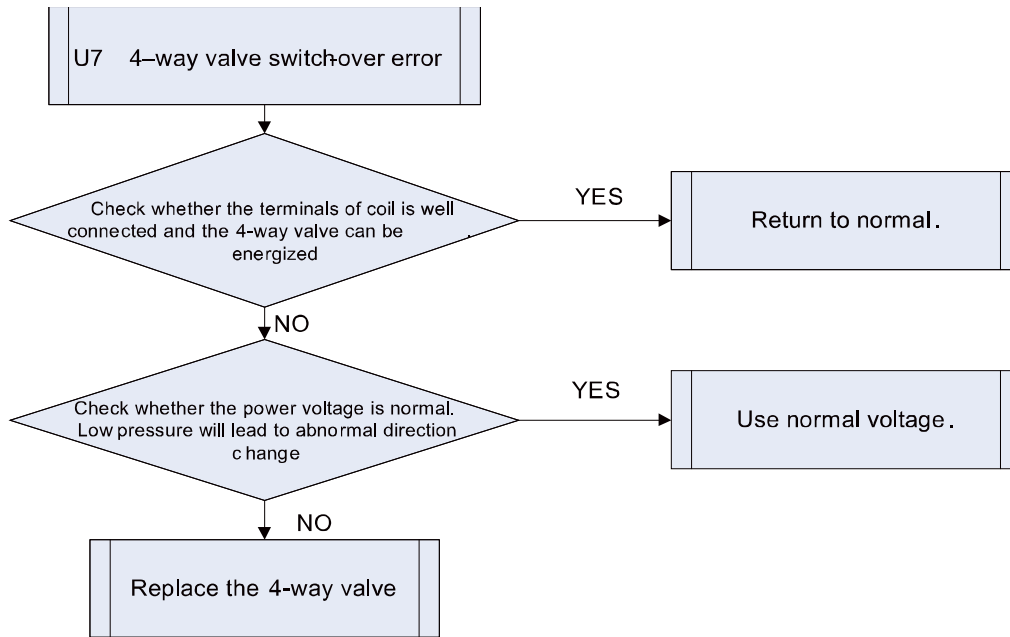 U7 4–way valve switch-over error
Check whether the terminals of coil is well
connected and the 4-way valve can be .
energized
YES
Return to normal.
NO
Check whether the power voltage is normal.
Low pressure will lead to abnormal direction
change
YES
Use normal voltage.
NO
Replace the 4-way valve